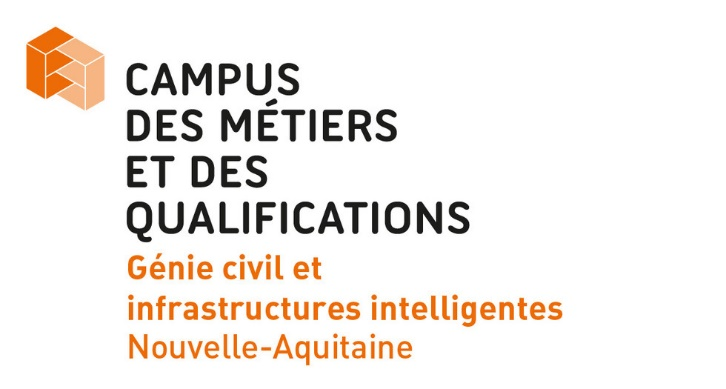 CAMPUS
DES MÉTIERS
ET DES
QUALIFICATIONS
Génie civil et
infrastructures intelligentes
Nouvelle-Aquitaine